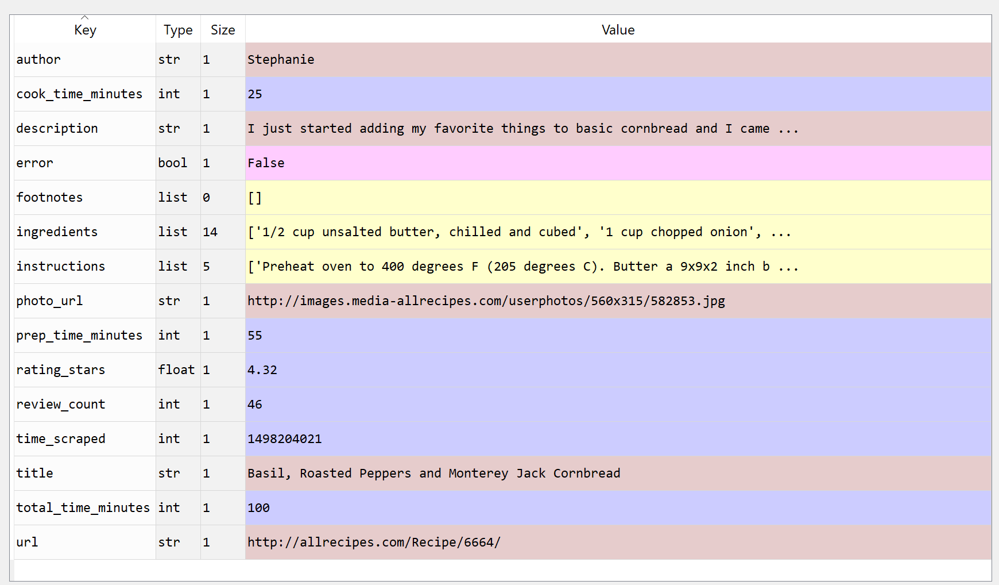 Key Type Size Value
author str 1 Stephanie
cook_time_minutes int 1 25
description str 1 I just started adding my favorite things to basic cornbread and I came ...
error bool 1 False
footnotes list 0 []
ingredients list 14 ['1/2 cup unsalted butter, chilled and cubed', '1 cup chopped onion', ...
instructions list 5 ['Preheat oven to 400 degrees F (205 degrees C). Butter a 9x9x2 inch b ...
photo_url str 1 http://images.media-allrecipes.com/userphotos/560x315/582853.jpg
prep_time_minutes int 1 55
rating_stars float 1 4.32
review_count int 1 46
time_scraped int 1 1498204021
title str 1 Basil, Roasted Peppers and Monterey Jack Cornbread
total_time_minutes int 1 100
url str 1 http://allrecipes.com/Recipe/6664/